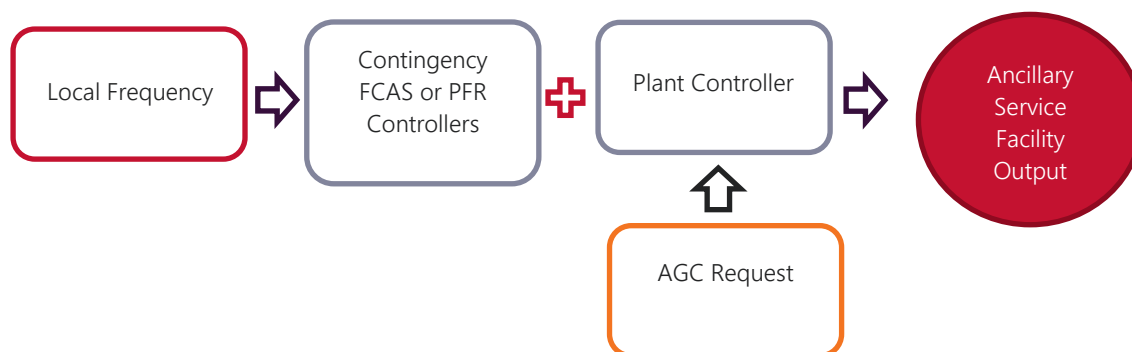 Local Frequency
Contingency
FCAS or PFR
Controllers
Plant Controller
Ancillary
Service
Facility
Output
AGC Request